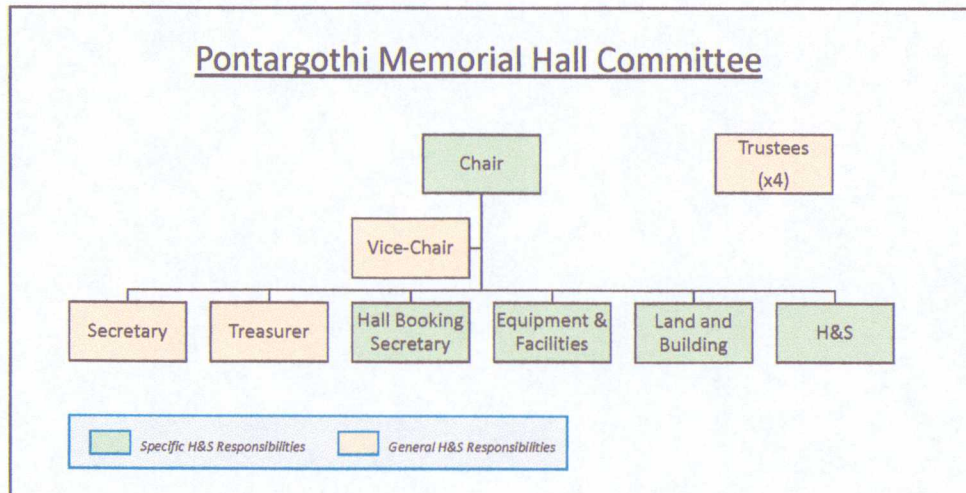 Pontargothi Memorial Hall Committee
Chair
Trustees
(x4)
Vice-Chair
Secretary
Treasurer
Hall Booking
Secretary
Equipment &
Facilities
Land and
Building
H&S
Specific H&S Responsibilities
General H&S Responsibilities